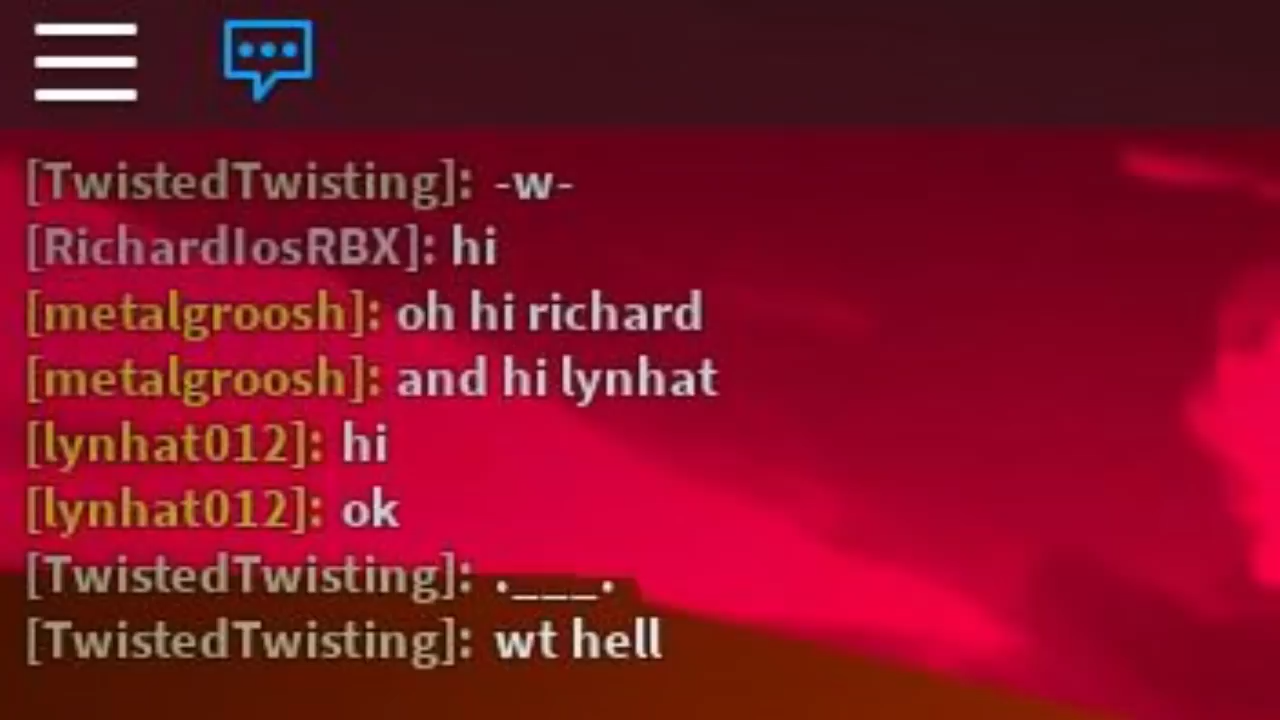 [TwistedTwisting]: -w-
[RichardIosRBX]: hi
[metalgroosh]: oh hi richard
[metalgroosh]: and hi lynhat
[lynhat012]: hi
[lynhat012]: ok
[TwistedTwisting]: .___.
[TwistedTwisting]: wt hell